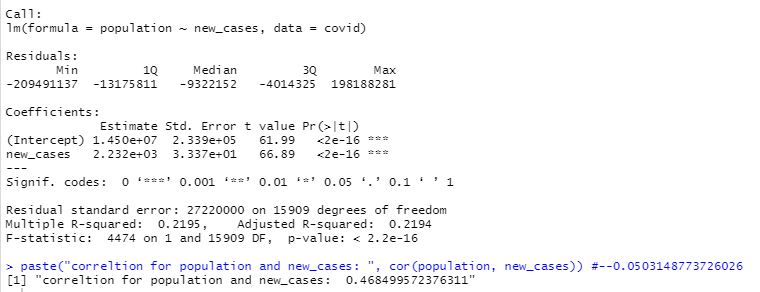 Call:
lm(formula = population ~ new_cases, data = covid)
Residuals:
Min 1Q Median 3Q Max
-209491137 -13175811 -9322152 -4014325 198188281
Coefficients:
Estimate Std. Error t value Pr(>|t|)
(Intercept) 1.450e+07 2.339e+05 61.99 <2e-16 ***
new_cases 2.232e+03 3.337e+01 66.89 <2e-16 ***
---
Signif. codes: 0 ‘***’ 0.001 ‘**’ 0.01 ‘*’ 0.05 ‘.’ 0.1 ‘ ’ 1
Residual standard error: 27220000 on 15909 degrees of freedom
Multiple R-squared: 0.2195, Adjusted R-squared: 0.2194
F-statistic: 4474 on 1 and 15909 DF, p-value: < 2.2e-16
> paste("correltion for population and new_cases: ", cor(population, new_cases)) #--0.0503148773726026
[1] "correltion for population and new_cases: 0.468499572376311"